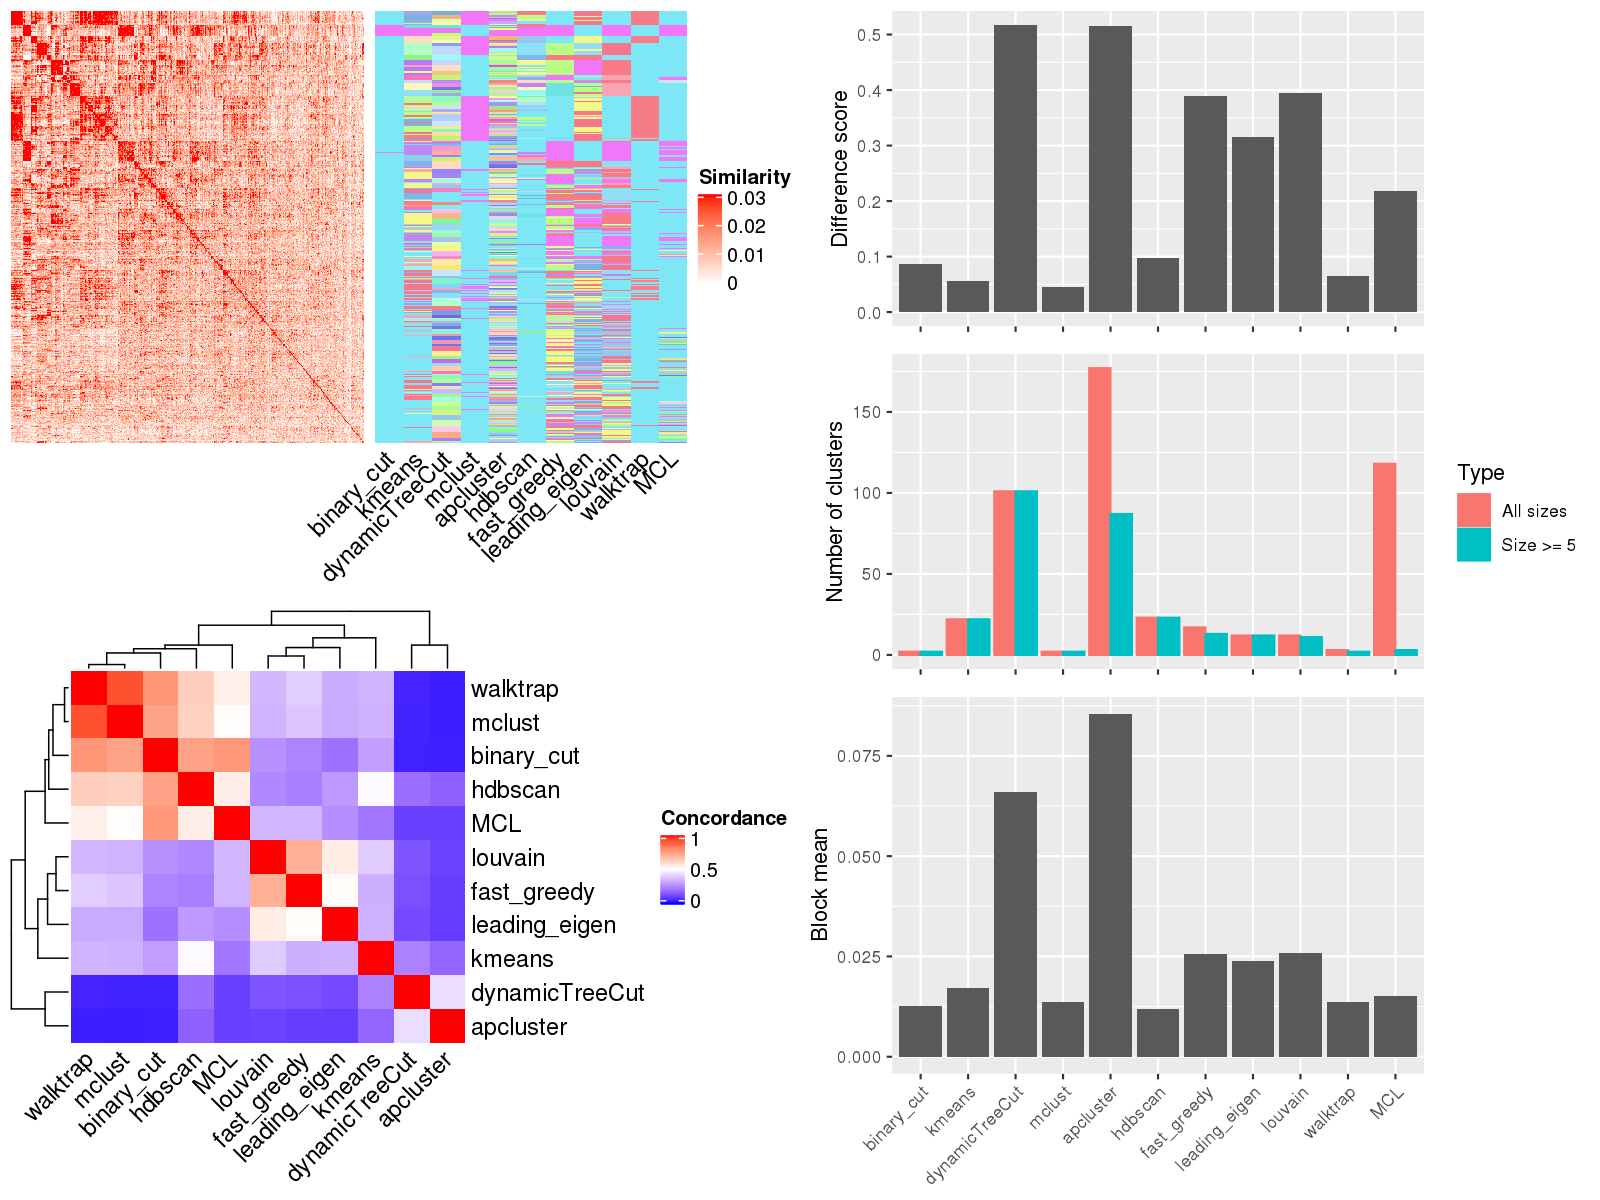 Similarity
0.03
0.02
0.01
0
binary_cut
kmeans
dynamicTreeCut
mclust
apcluster
hdbscan
fast_greedy
leading_eigen
louvain
walktrap
MCL
walktrap
mclust
binary_cut
hdbscan
MCL
louvain
fast_greedy
leading_eigen
kmeans
dynamicTreeCut
apcluster
walktrap
mclust
binary_cut
hdbscan
MCL
louvain
fast_greedy
leading_eigen
kmeans
dynamicTreeCut
apcluster
Concordance
1
0.5
0
Difference score
0.5
0.4
0.3
0.2
0.1
0.0
Number of clusters
150
100
50
0
Type
All sizes
Size >= 5
Block mean
0.075
0.050
0.025
0.000
binary_cut
kmeans
dynamicTreeCut
mclust
apcluster
hdbscan
fast_greedy
leading_eigen
louvain
walktrap
MCL